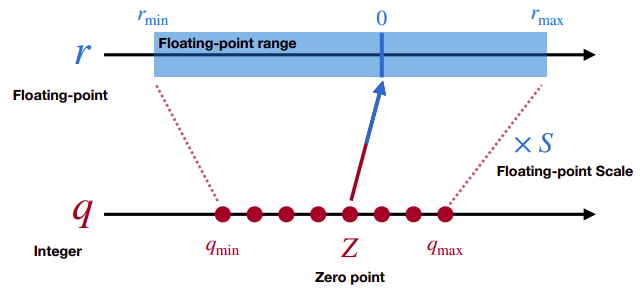 r_min 0 r_max
r Floating-point range
Floating-point
× S
Floating-point Scale
q
Integer q_min Z q_max
Zero point